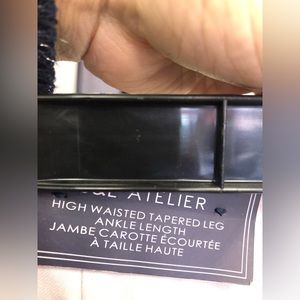 ATELIER
HIGH WAISTED TAPERED LEG
ANKLE LENGTH
JAMBE CAROTTE ÉCOURTÉE
À TAILLE HAUTE